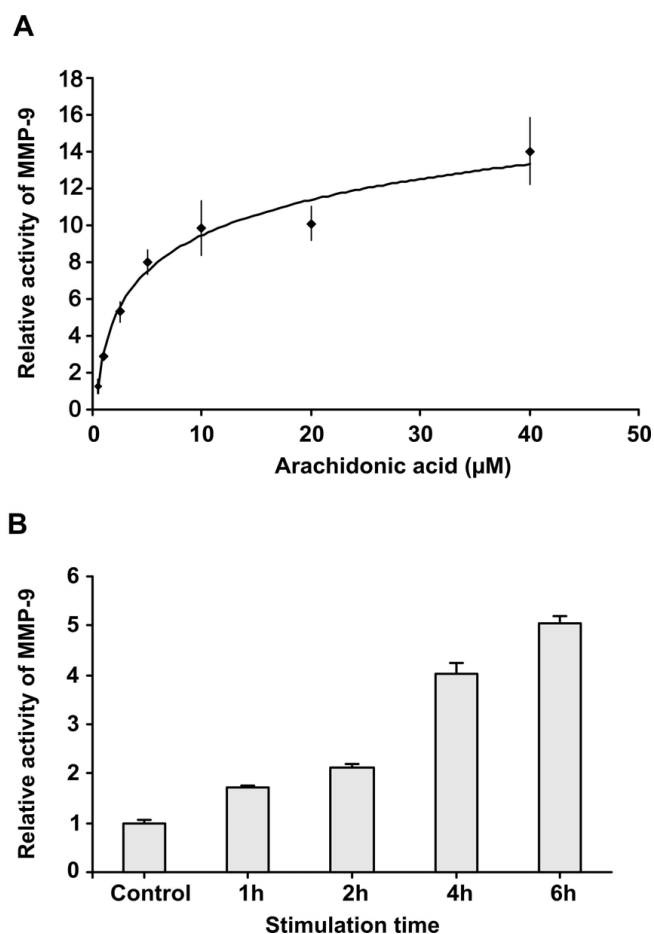 A
Relative activity of MMP-9
18
16
14
12
10
8
6
4
2
0
0 10 20 30 40 50
Arachidonic acid (µM)
B
Relative activity of MMP-9
6
5
4
3
2
1
0
Control 1h 2h 4h 6h
Stimulation time